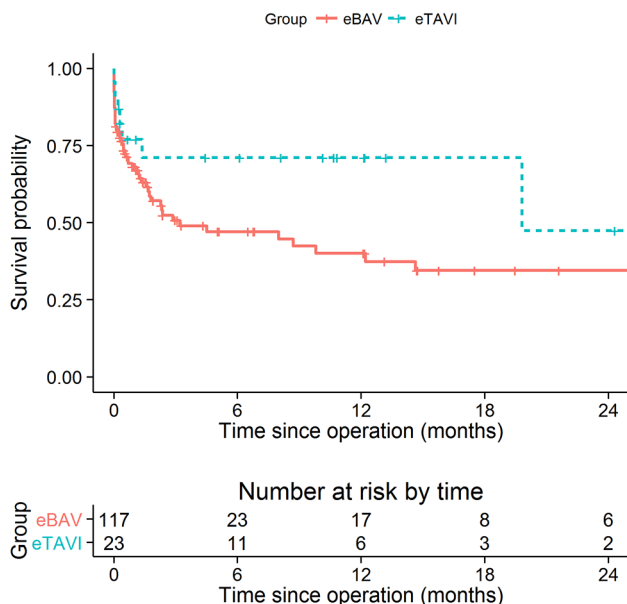 Group eBAV eTAVI
Survival probability
1.00
0.75
0.50
0.25
0.00
0 6 12 18 24
Time since operation (months)
Number at risk by time
Group
eBAV 117 23 17 8 6
eTAVI 23 11 6 3 2
0 6 12 18 24
Time since operation (months)